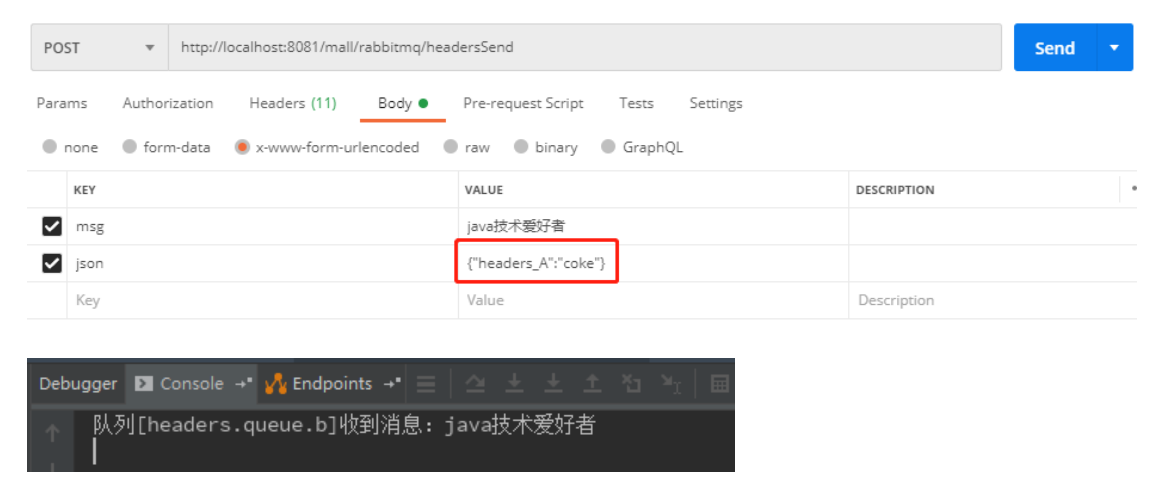 POST http://localhost:8081/mall/rabbitmq/headersSend Send
Params Authorization Headers (11) Body Pre-request Script Tests Settings
none form-data x-www-form-urlencoded raw binary GraphQL
KEY VALUE DESCRIPTION
msg java技术爱好者
json {"headers_A":"coke"}
Key Value Description
Debugger Console Endpoints
队列[headers.queue.b]收到消息：java技术爱好者